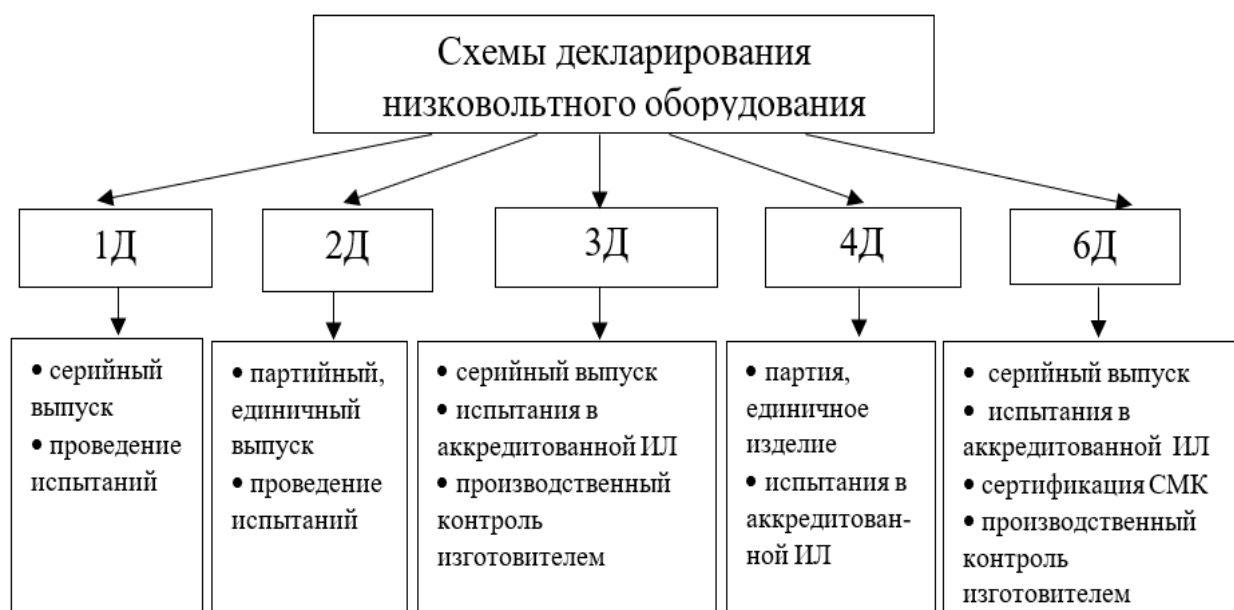 Схемы декларирования
низковольтного оборудования
1Д
2Д
3Д
4Д
6Д
• серийный
выпуск
• проведение
испытаний
• партийный,
единичный
выпуск
• проведение
испытаний
• серийный выпуск
• испытания в
аккредитованной ИЛ
• производственный
контроль
изготовителем
• партия,
единичное
изделие
• испытания в
аккредитован-
ной ИЛ
• серийный выпуск
• испытания в
аккредитованной ИЛ
• сертификация СМК
• производственный
контроль
изготовителем